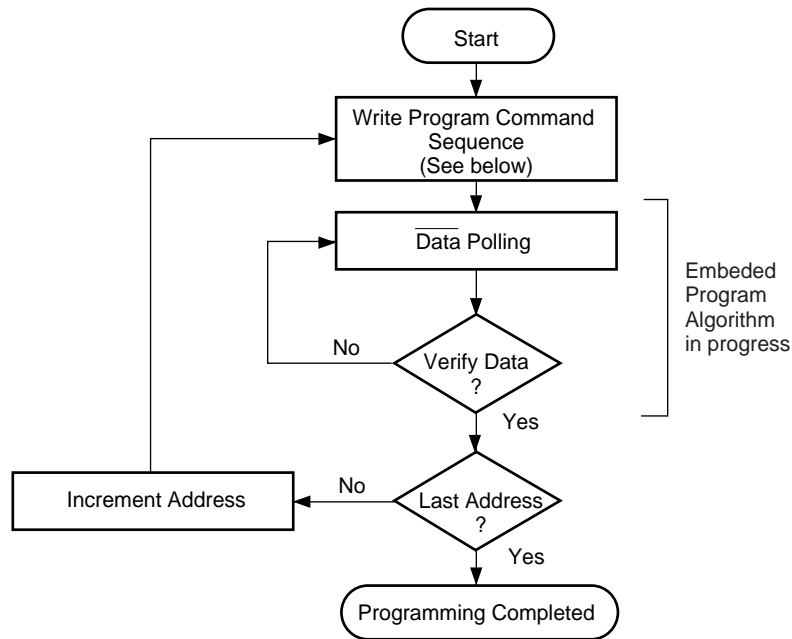 Start
Write Program Command
Sequence
(See below)
Data Polling
Embeded
Program
Algorithm
in progress
No
Verify Data
?
Yes
Increment Address
No
Last Address
?
Yes
Programming Completed